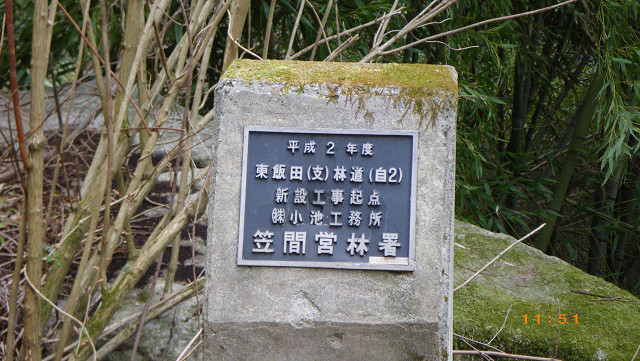 平成2年度
東飯田(支)林道(自2)
新設工事起点
㈱小池工務所
笠間営林署
11:51